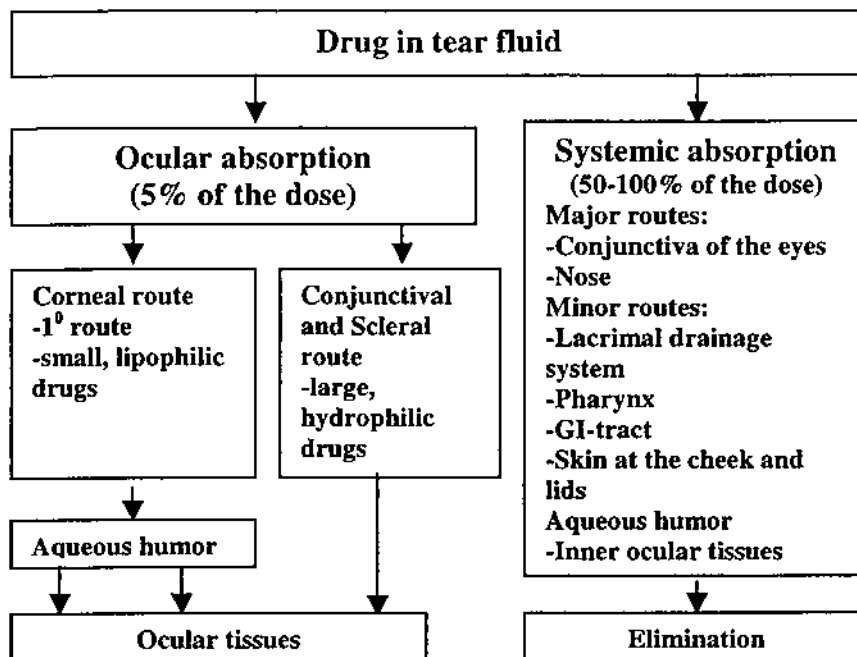 Drug in tear fluid
Ocular absorption
(5% of the dose)
Systemic absorption
(50-100% of the dose)
Major routes:
-Conjunctiva of the eyes
-Nose
Minor routes:
-Lacrimal drainage
system
-Pharynx
-GI-tract
-Skin at the cheek and
lids
Aqueous humor
-Inner ocular tissues
Corneal route
-1⁰ route
-small, lipophilic
drugs
Conjunctival
and Scleral
route
-large,
hydrophilic
drugs
Aqueous humor
Ocular tissues
Elimination